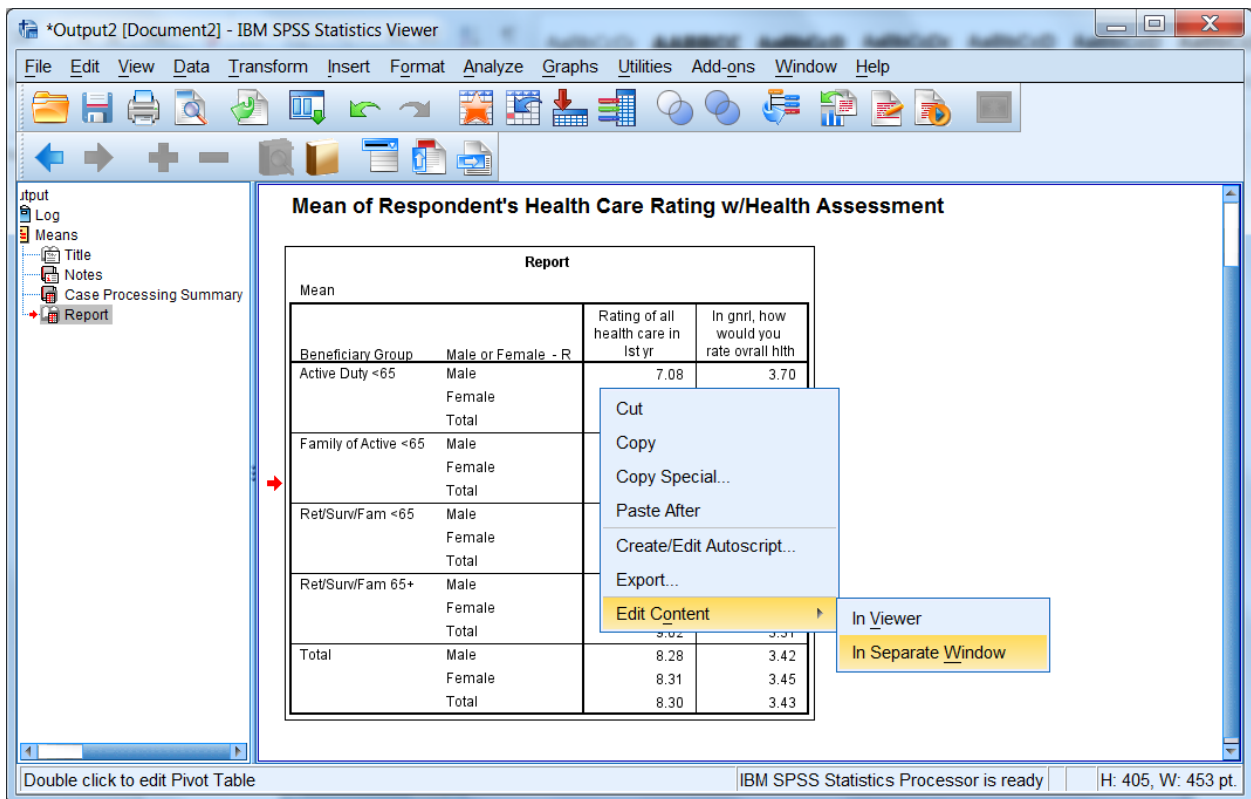 *Output2 [Document2] - IBM SPSS Statistics Viewer
File Edit View Data Transform Insert Format Analyze Graphs Utilities Add-ons Window Help
utput
Log
Means
Title
Notes
Case Processing Summary
Report
Mean of Respondent's Health Care Rating w/Health Assessment
Report
Mean
Beneficiary Group Male or Female - R Rating of all health care in lst yr In gnrl, how would you rate ovrall hlth
Active Duty <65 Male 7.08 3.70
Female
Total
Family of Active <65 Male
Female
Total
Ret/Surv/Fam <65 Male
Female
Total
Ret/Surv/Fam 65+ Male
Female
Total
Total Male 8.28 3.42
Female 8.31 3.45
Total 8.30 3.43
Cut
Copy
Copy Special...
Paste After
Create/Edit Autoscript...
Export...
Edit Content
In Viewer
In Separate Window
Double click to edit Pivot Table
IBM SPSS Statistics Processor is ready
H: 405, W: 453 pt.